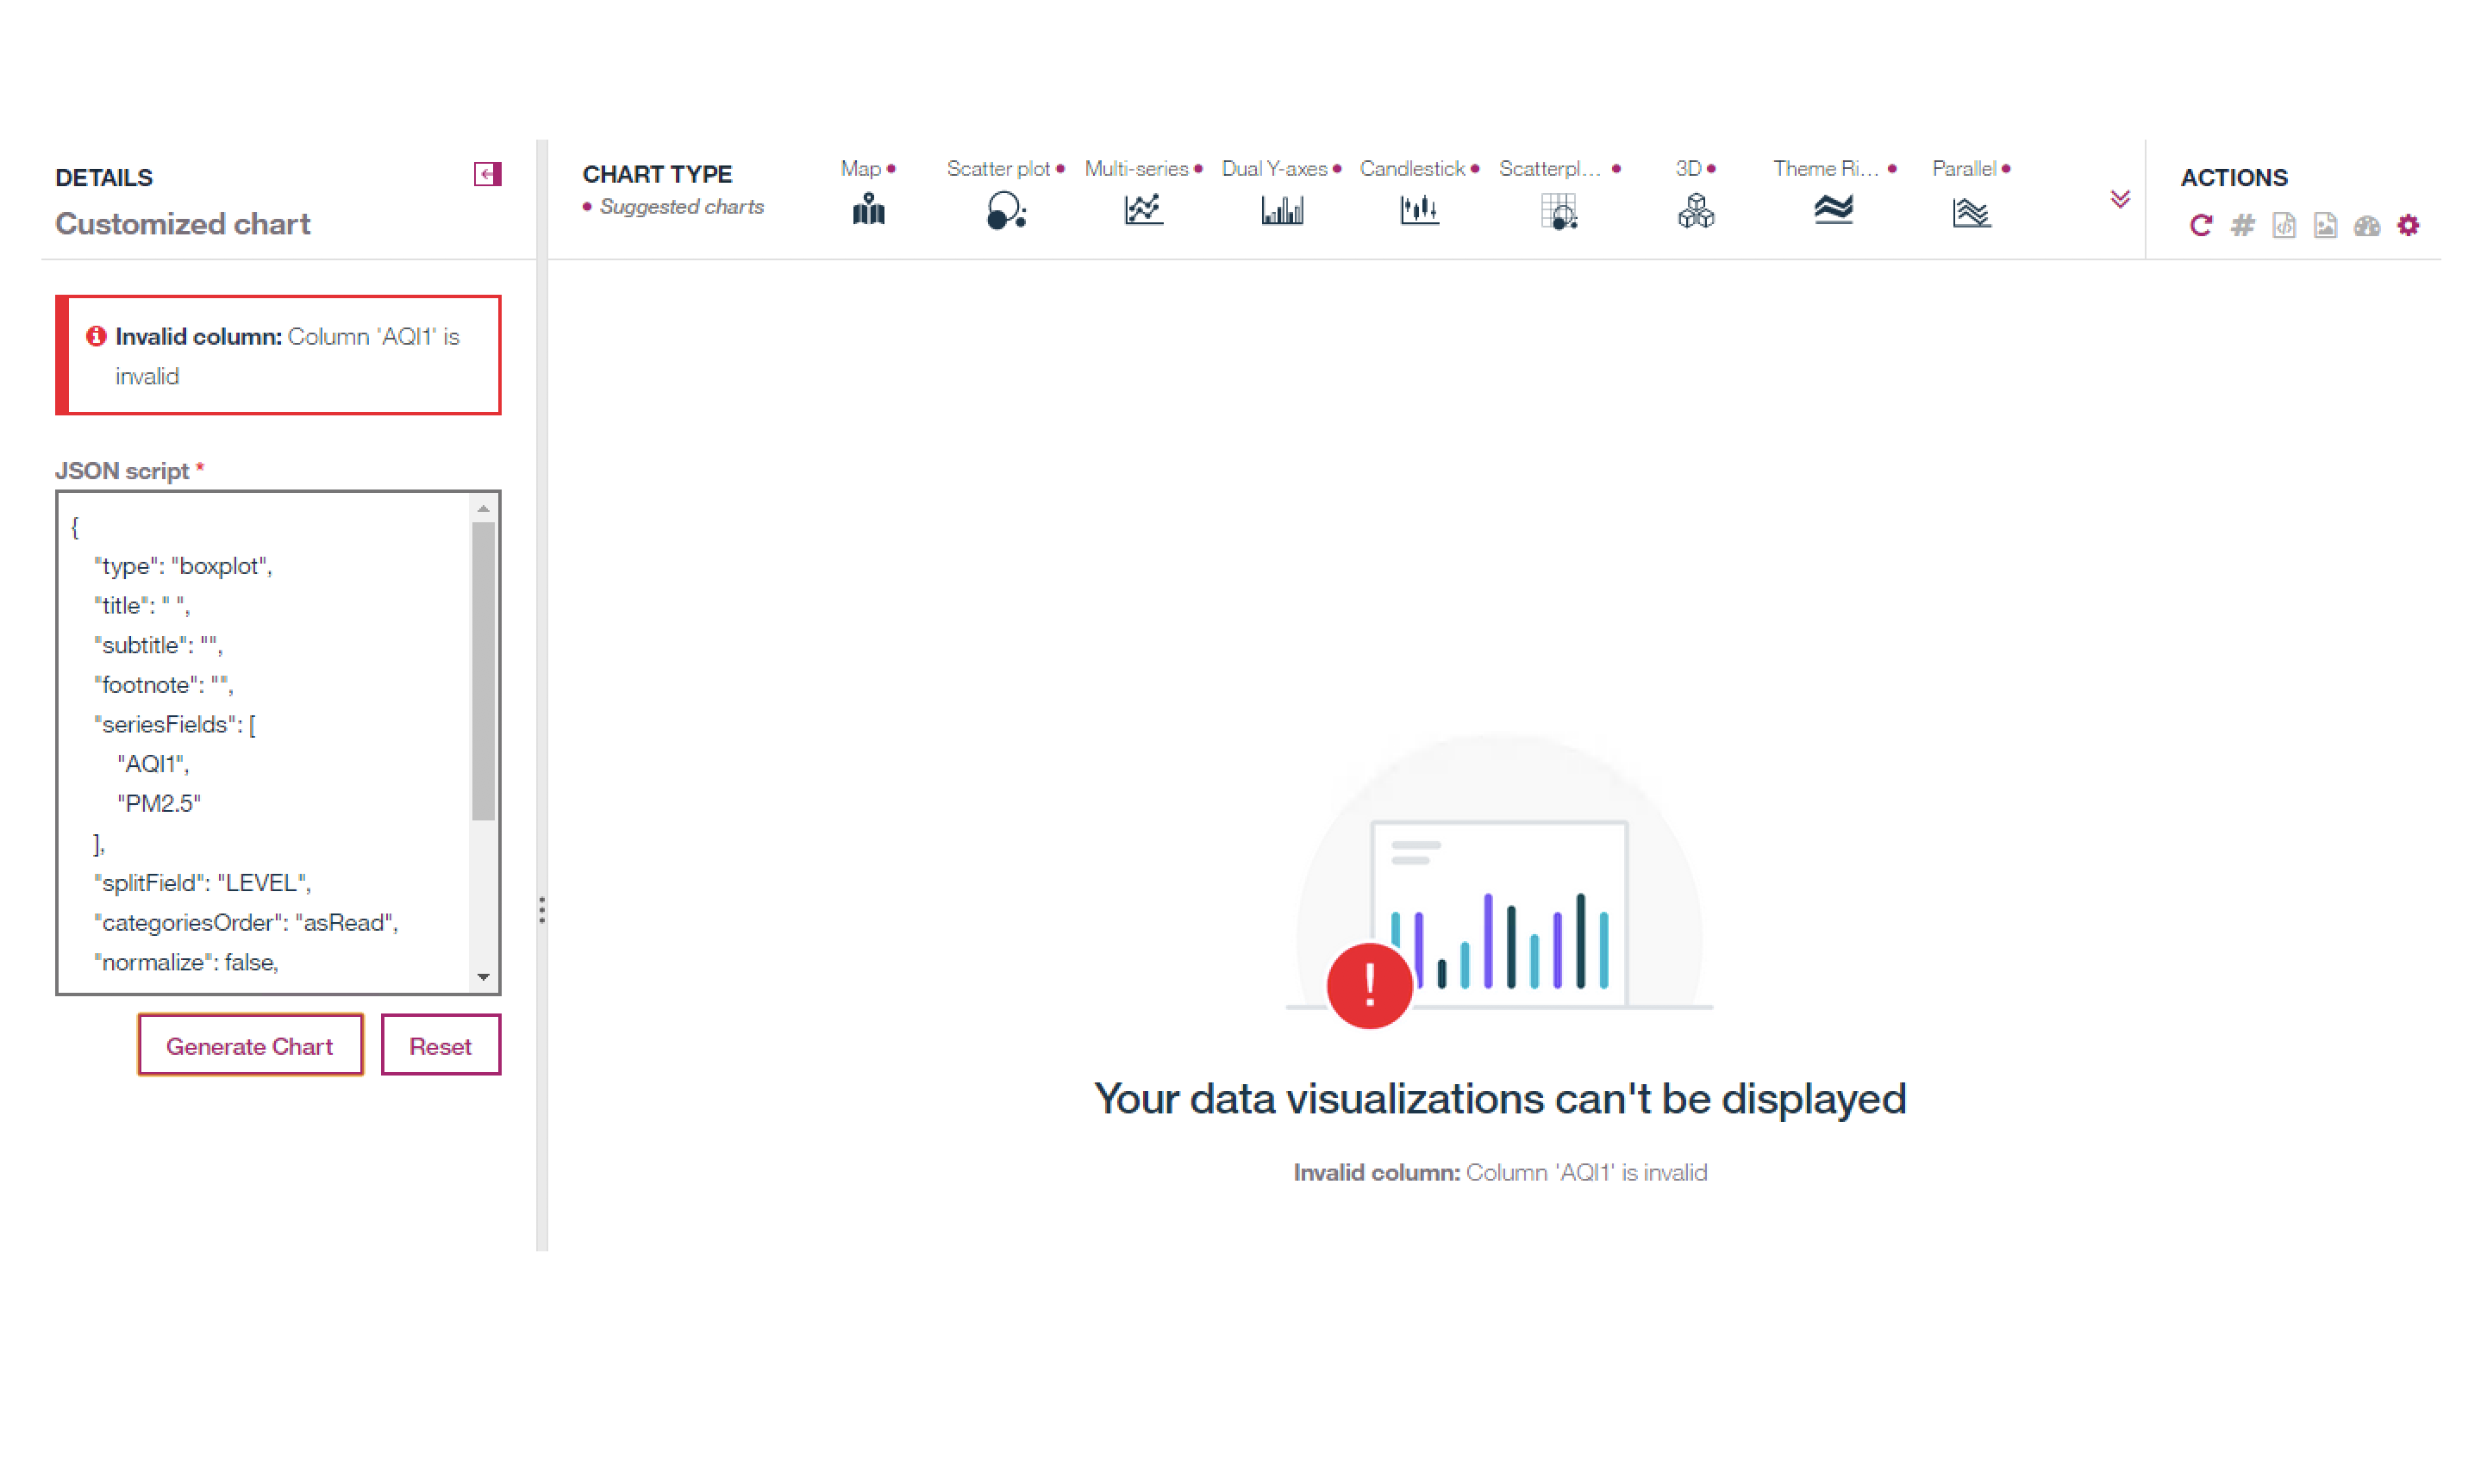 DETAILS
Customized chart
Invalid column: Column 'AQI1' is
invalid
JSON script *
{
"type": "boxplot",
"title": " ",
"subtitle": "",
"footnote": "",
"seriesFields": [
"AQI1",
"PM2.5"
],
"splitField": "LEVEL",
"categoriesOrder": "asRead",
"normalize": false,
Generate Chart
Reset
CHART TYPE
Suggested charts
Map
Scatter plot
Multi-series
Dual Y-axes
Candlestick
Scatterpl...
3D
Theme Ri...
Parallel
ACTIONS
Your data visualizations can't be displayed
Invalid column: Column 'AQI1' is invalid